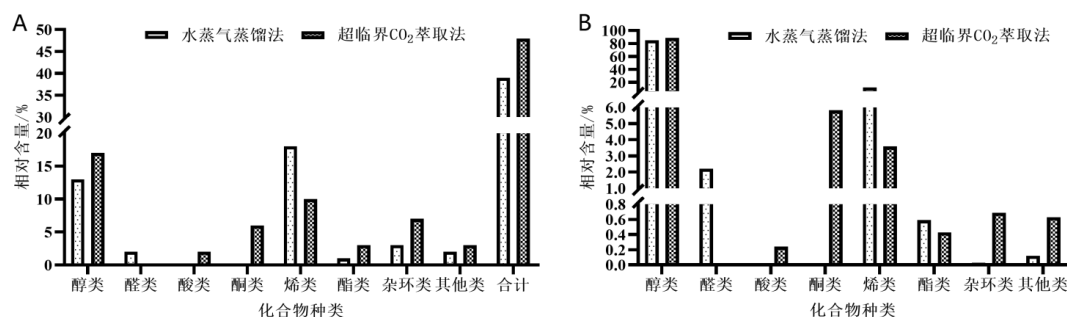 A
水蒸气蒸馏法 超临界CO₂萃取法
相对含量/%
50
45
40
35
30
20
15
10
5
0
醇类 醛类 酸类 酮类 烯类 酯类 杂环类 其他类 合计
化合物种类
B
水蒸气蒸馏法 超临界CO₂萃取法
相对含量/%
100
80
60
40
20
6.0
5.0
4.0
3.0
2.0
1.0
0.8
0.6
0.4
0.2
0.0
醇类 醛类 酸类 酮类 烯类 酯类 杂环类 其他类
化合物种类